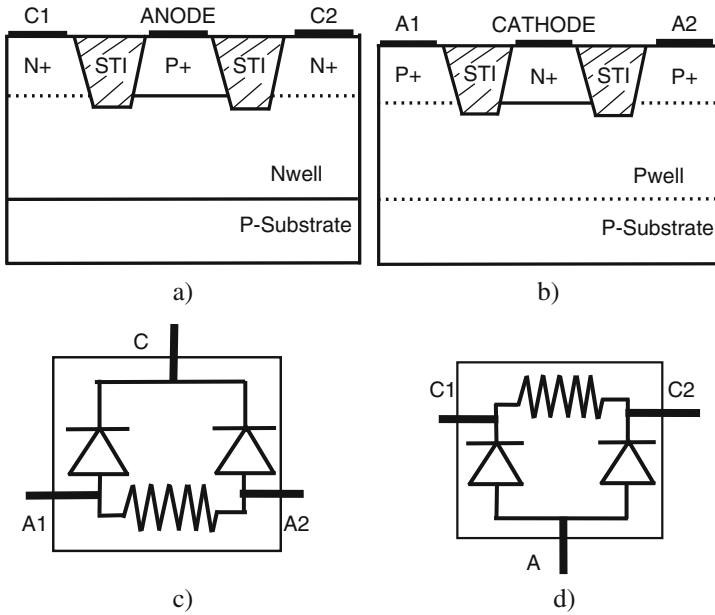 C1 ANODE C2
N+ STI P+ STI N+
Nwell
P-Substrate
a)
A1 CATHODE A2
P+ STI N+ STI P+
Pwell
P-Substrate
b)
C
A1 A2
c)
C1 C2
A
d)